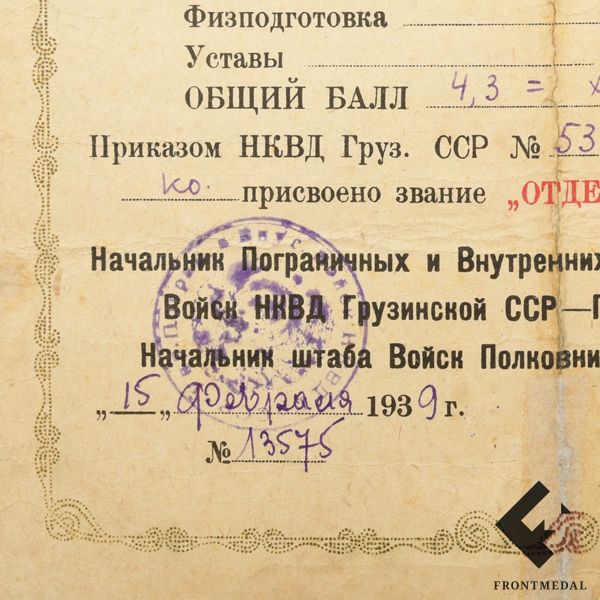 Физподготовка
Уставы
ОБЩИЙ БАЛЛ 4,3 = х
Приказом НКВД Груз. ССР № 53
ко. присвоено звание „ОТДЕ
Начальник Пограничных и Внутренних
Войск НКВД Грузинской ССР—Г
Начальник штаба Войск Полковни
„15„ февраля 1939 г.
№ 13575
FRONTMEDAL